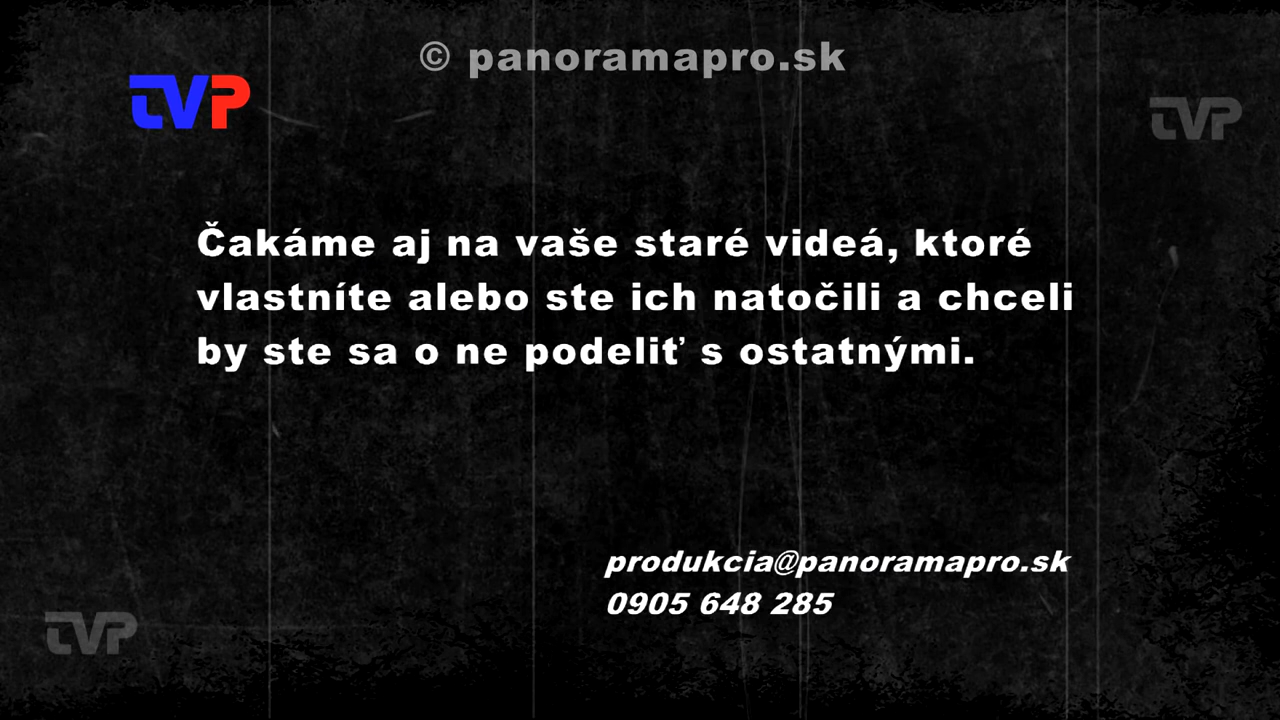 © panoramapro.sk
TVP
TVP
Čakáme aj na vaše staré videá, ktoré
vlastníte alebo ste ich natočili a chceli
by ste sa o ne podeliť s ostatnými.
produkcia@panoramapro.sk
0905 648 285
TVP